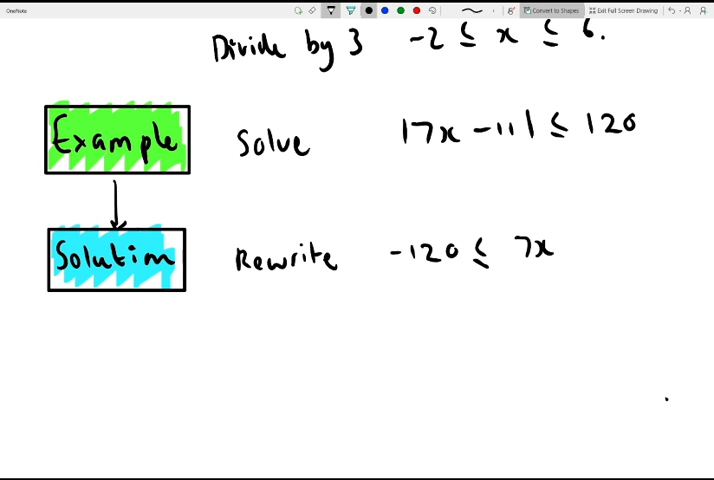 OneNote
Convert to Shapes Exit Full Screen Drawing
Divide by 3 -2 ≤ x ≤ 6.
Example Solve |7x - 11| ≤ 120
Solution Rewrite -120 ≤ 7x